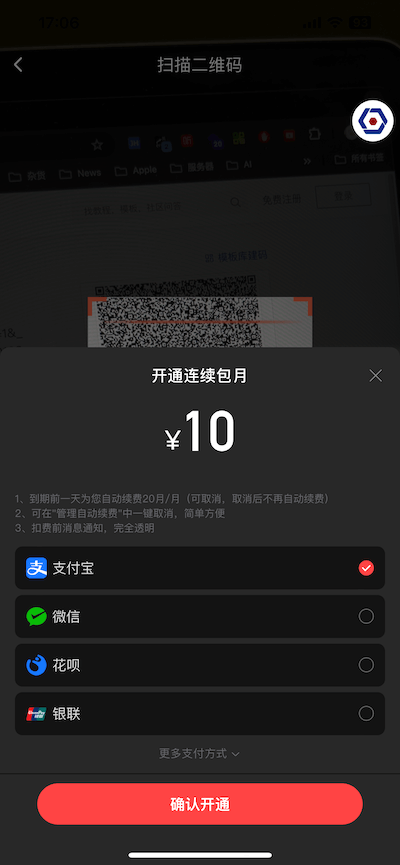 17:06
扫描二维码
杂货
News
Apple
服务器
AI
所有书签
免费注册
登录
开通连续包月
¥10
1、到期前一天为您自动续费20月/月（可取消，取消后不再自动续费）
2、可在"管理自动续费"中一键取消，简单方便
3、扣费前消息通知，完全透明
支付宝
微信
花呗
银联
更多支付方式
确认开通